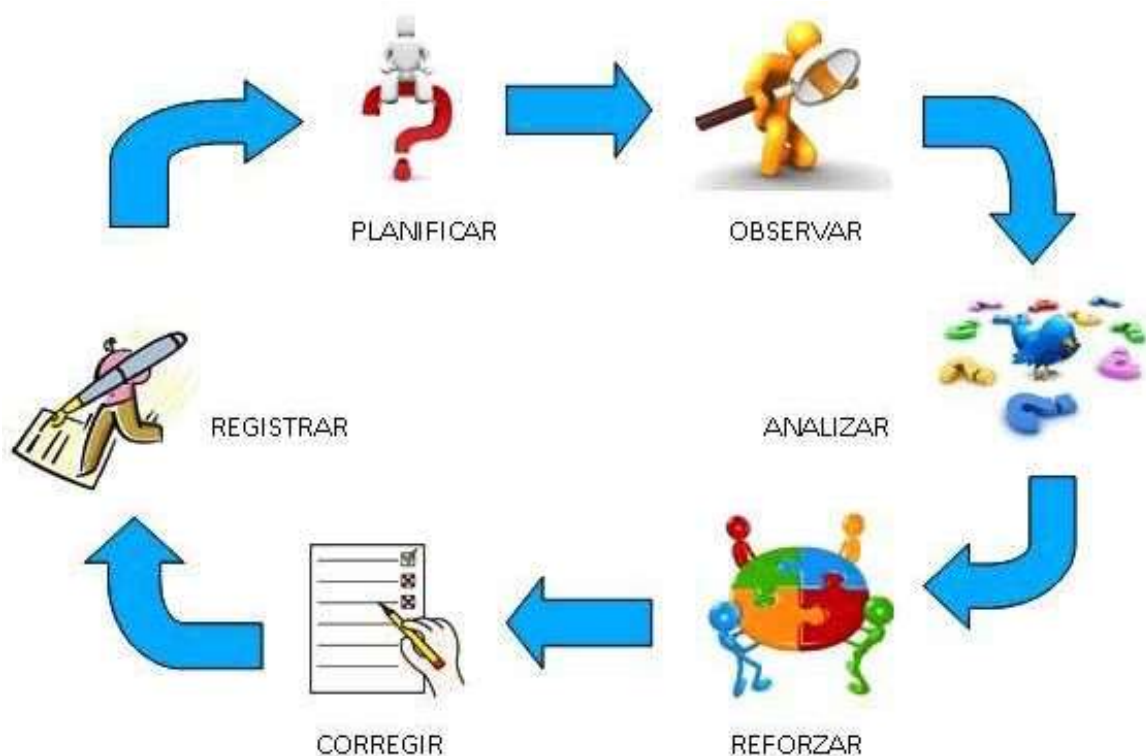 PLANIFICAR
OBSERVAR
ANALIZAR
REFORZAR
CORREGIR
REGISTRAR